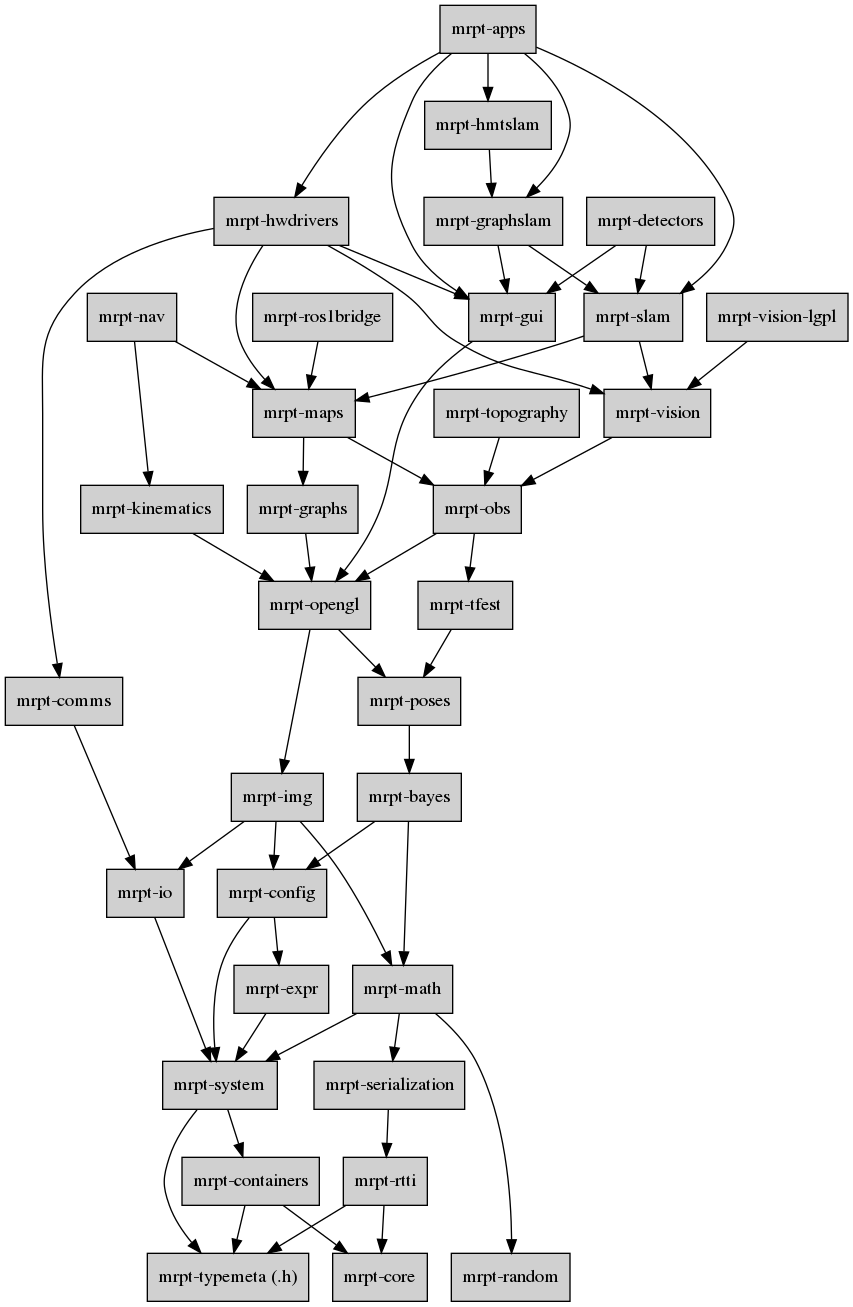 mrpt-apps
mrpt-hmtslam
mrpt-hwdrivers
mrpt-graphslam
mrpt-detectors
mrpt-nav
mrpt-ros1bridge
mrpt-gui
mrpt-slam
mrpt-vision-lgpl
mrpt-maps
mrpt-topography
mrpt-vision
mrpt-kinematics
mrpt-graphs
mrpt-obs
mrpt-opengl
mrpt-tfest
mrpt-comms
mrpt-poses
mrpt-img
mrpt-bayes
mrpt-io
mrpt-config
mrpt-expr
mrpt-math
mrpt-system
mrpt-serialization
mrpt-containers
mrpt-rtti
mrpt-typemeta (.h)
mrpt-core
mrpt-random